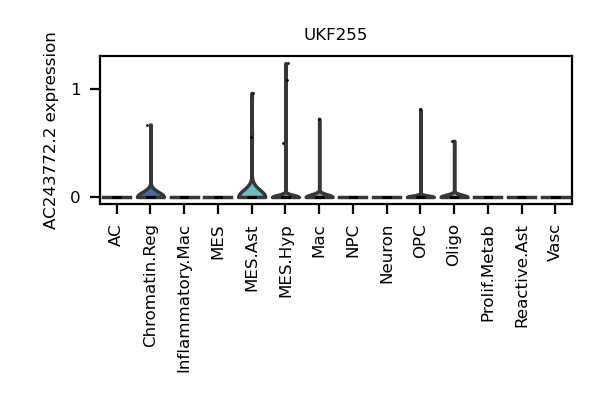 UKF255
AC243772.2 expression
1
0
AC
Chromatin.Reg
Inflammatory.Mac
MES
MES.Ast
MES.Hyp
Mac
NPC
Neuron
OPC
Oligo
Prolif.Metab
Reactive.Ast
Vasc